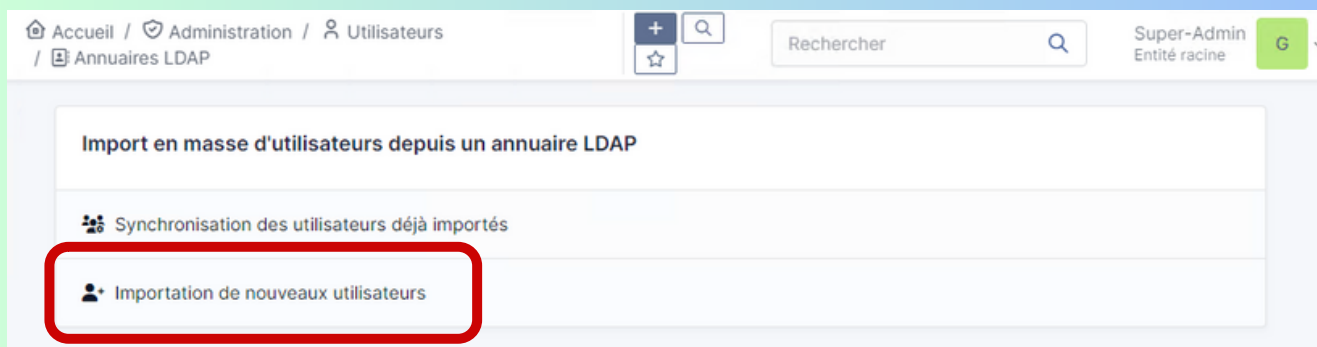 Accueil / Administration / Utilisateurs
/ Annuaires LDAP
Rechercher
Super-Admin
Entité racine
G
Import en masse d'utilisateurs depuis un annuaire LDAP
Synchronisation des utilisateurs déjà importés
Importation de nouveaux utilisateurs